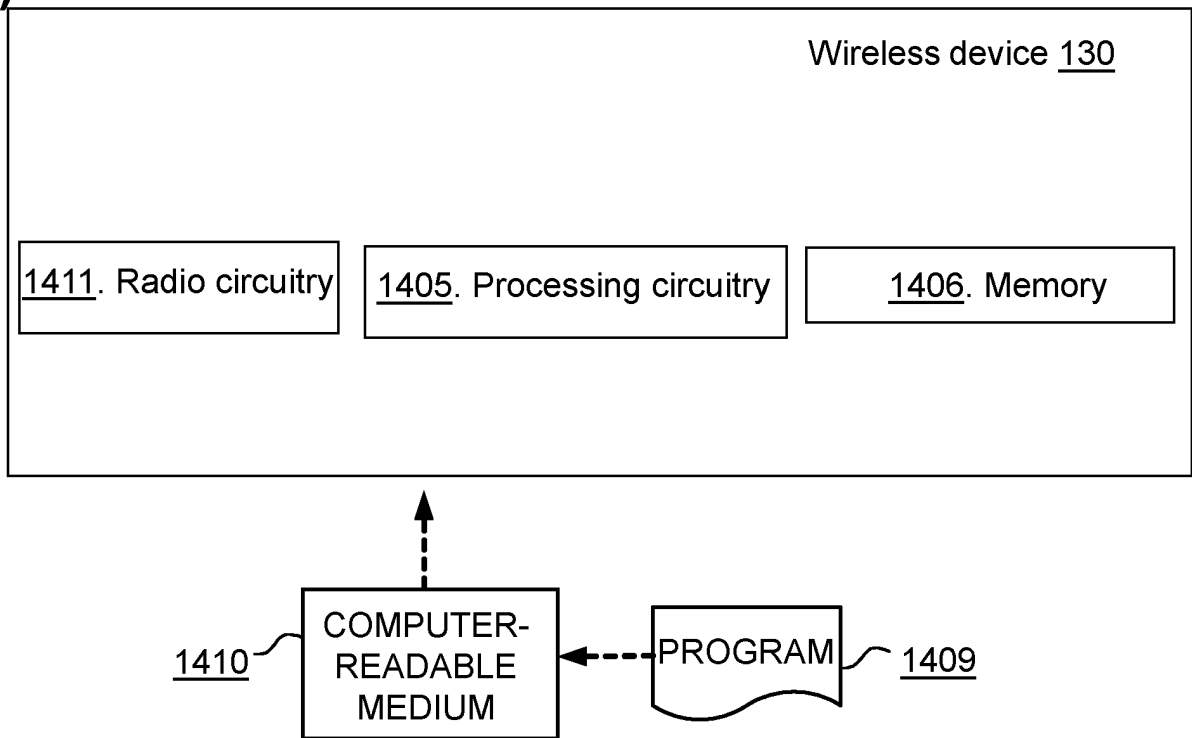 Wireless device 130
1411. Radio circuitry
1405. Processing circuitry
1406. Memory
COMPUTER-
READABLE
MEDIUM
1410
PROGRAM
1409